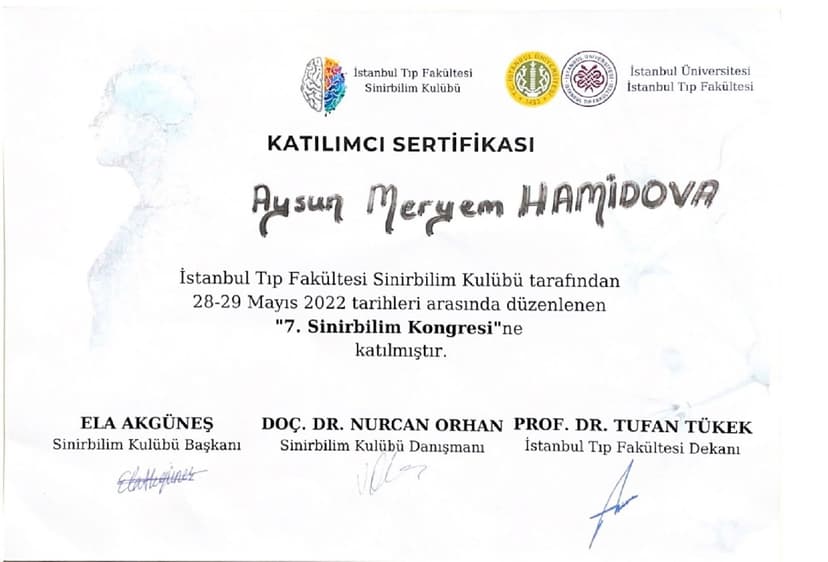 İstanbul Tıp Fakültesi
Sinirbilim Kulübü
İstanbul Üniversitesi
İstanbul Tıp Fakültesi
KATILIMCI SERTİFİKASI
Aysun Meryem HAMİDOVA
İstanbul Tıp Fakültesi Sinirbilim Kulübü tarafından
28-29 Mayıs 2022 tarihleri arasında düzenlenen
"7. Sinirbilim Kongresi"ne
katılmıştır.
ELA AKGÜNEŞ
Sinirbilim Kulübü Başkanı
DOÇ. DR. NURCAN ORHAN
Sinirbilim Kulübü Danışmanı
PROF. DR. TUFAN TÜKEK
İstanbul Tıp Fakültesi Dekanı